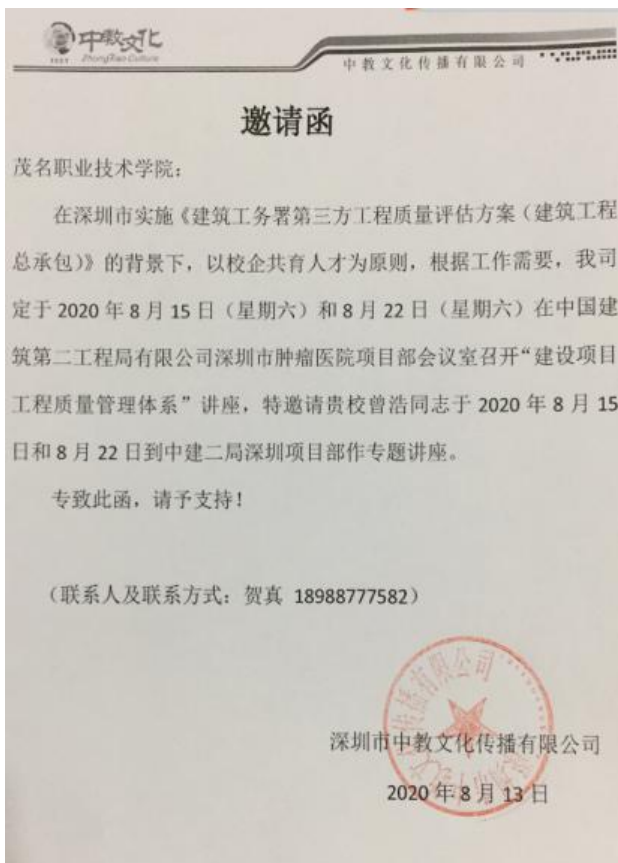 中教文化
ZhongJiao Culture
中教文化传播有限公司
邀请函
茂名职业技术学院：
在深圳市实施《建筑工务署第三方工程质量评估方案（建筑工程
总承包）》的背景下，以校企共育人才为原则，根据工作需要，我司
定于 2020 年 8 月 15 日（星期六）和 8 月 22 日（星期六）在中国建
筑第二工程局有限公司深圳市肿瘤医院项目部会议室召开“建设项目
工程质量管理体系”讲座，特邀请贵校曾浩同志于 2020 年 8 月 15
日和 8 月 22 日到中建二局深圳项目部作专题讲座。
专致此函，请予支持！
（联系人及联系方式：贺真 18988777582）
深圳市中教文化传播有限公司
2020 年 8 月 13 日